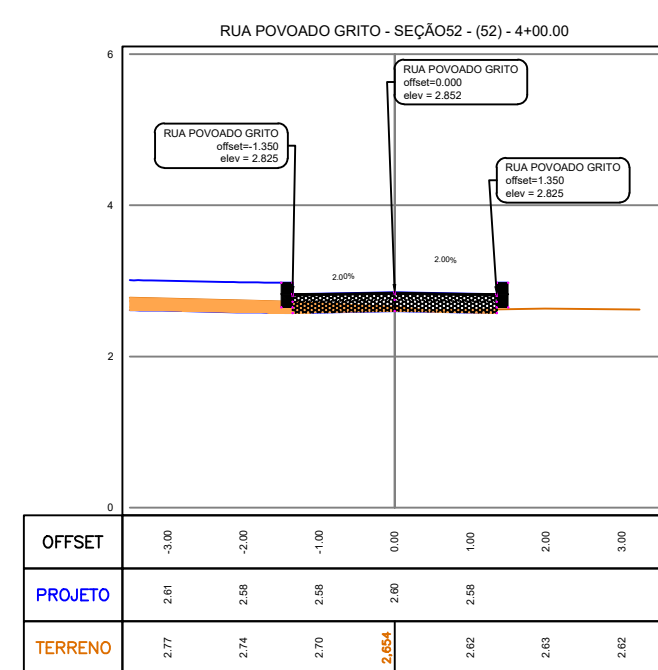 RUA POVOADO GRITO - SEÇÃO52 - (52) - 4+00.00
6
RUA POVOADO GRITO
offset=0.000
elev = 2.852
RUA POVOADO GRITO
offset=-1.350
elev = 2.825
RUA POVOADO GRITO
offset=1.350
elev = 2.825
4
2.00%
2.00%
2
0
OFFSET -3.00 -2.00 -1.00 0.00 1.00 2.00 3.00
PROJETO 2.61 2.58 2.58 2.60 2.58
TERRENO 2.77 2.74 2.70 2,654 2.62 2.63 2.62